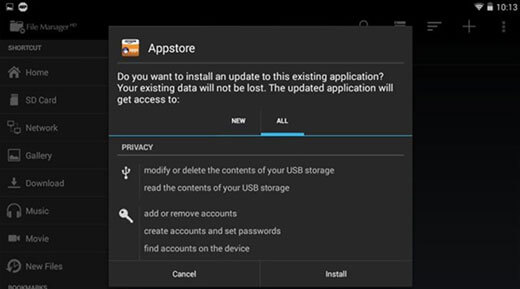 10:13
File Manager HD
SHORTCUT
Home
SD Card
Network
Gallery
Download
Music
Movie
New Files
BOOKMARKS
Appstore
Do you want to install an update to this existing application?
Your existing data will not be lost. The updated application will
get access to:
NEW
ALL
PRIVACY
modify or delete the contents of your USB storage
read the contents of your USB storage
add or remove accounts
create accounts and set passwords
find accounts on the device
Cancel
Install